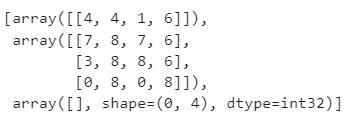 [array([[4, 4, 1, 6]]),
 array([[7, 8, 7, 6],
        [3, 8, 8, 6],
        [0, 8, 0, 8]]),
 array([], shape=(0, 4), dtype=int32)]